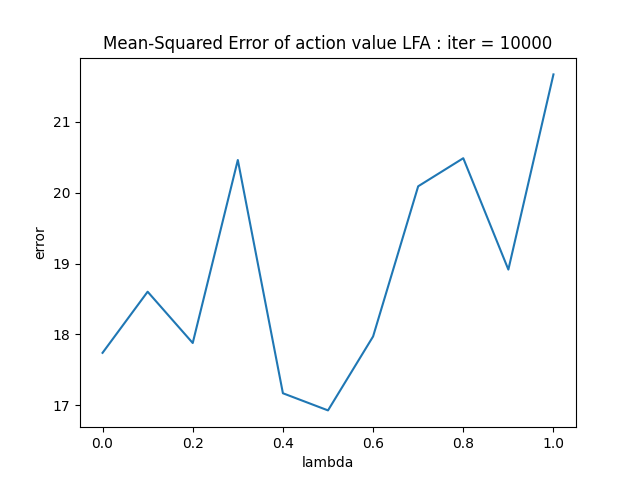 Mean-Squared Error of action value LFA : iter = 10000
21
20
19
18
17
error
0.0 0.2 0.4 0.6 0.8 1.0
lambda